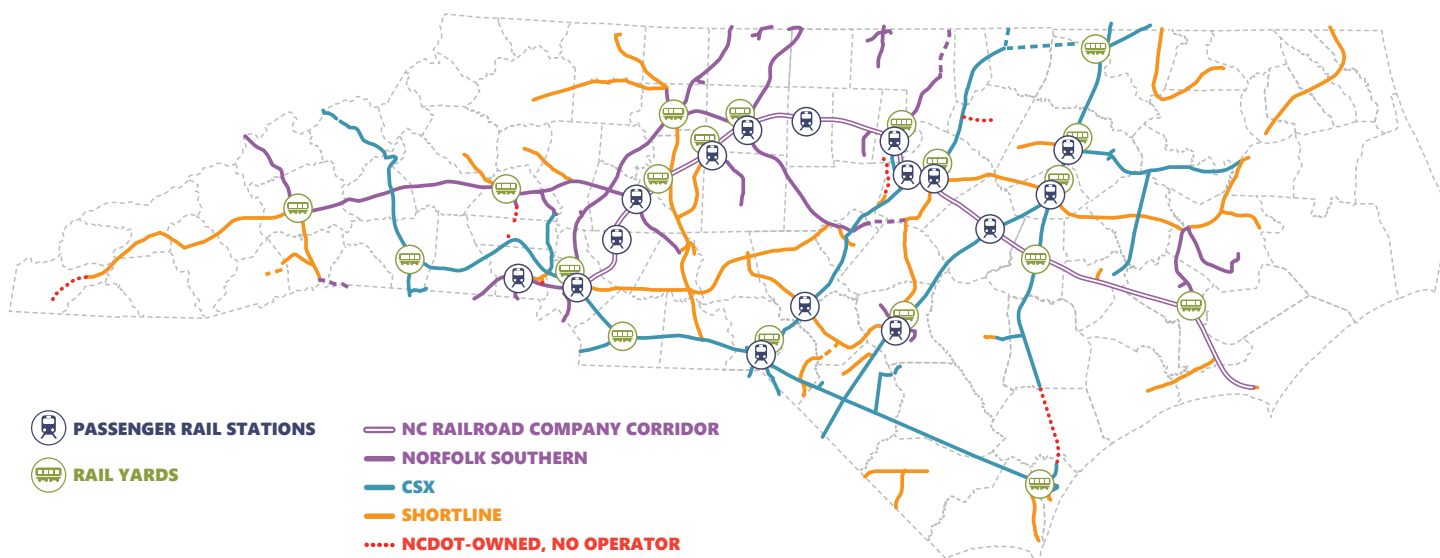 PASSENGER RAIL STATIONS
RAIL YARDS
NC RAILROAD COMPANY CORRIDOR
NORFOLK SOUTHERN
CSX
SHORTLINE
NCDOT-OWNED, NO OPERATOR